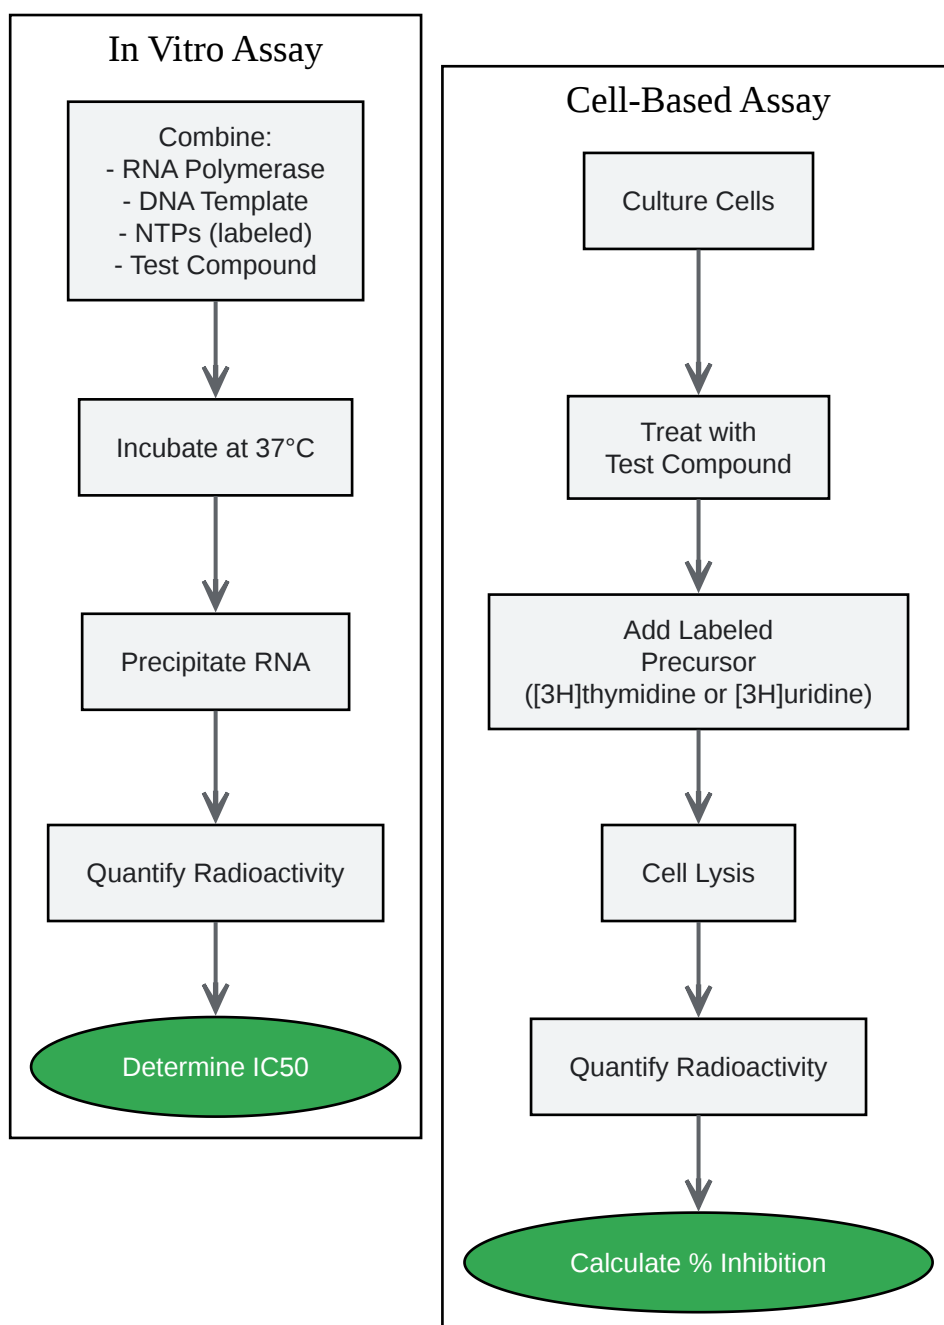 In Vitro Assay
Combine:
- RNA Polymerase
- DNA Template
- NTPs (labeled)
- Test Compound
Incubate at 37°C
Precipitate RNA
Quantify Radioactivity
Determine IC50
Cell-Based Assay
Culture Cells
Treat with
Test Compound
Add Labeled
Precursor
([3H]thymidine or [3H]uridine)
Cell Lysis
Quantify Radioactivity
Calculate % Inhibition